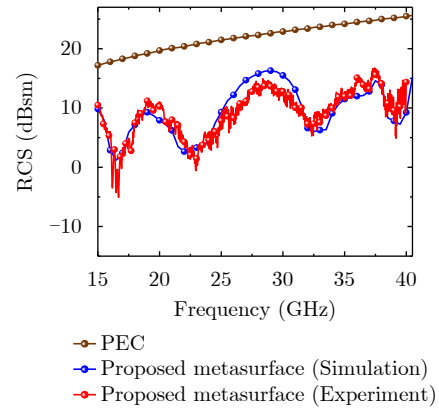 20
10
0
−10
RCS (dBsm)
15 20 25 30 35 40
Frequency (GHz)
PEC
Proposed metasurface (Simulation)
Proposed metasurface (Experiment)